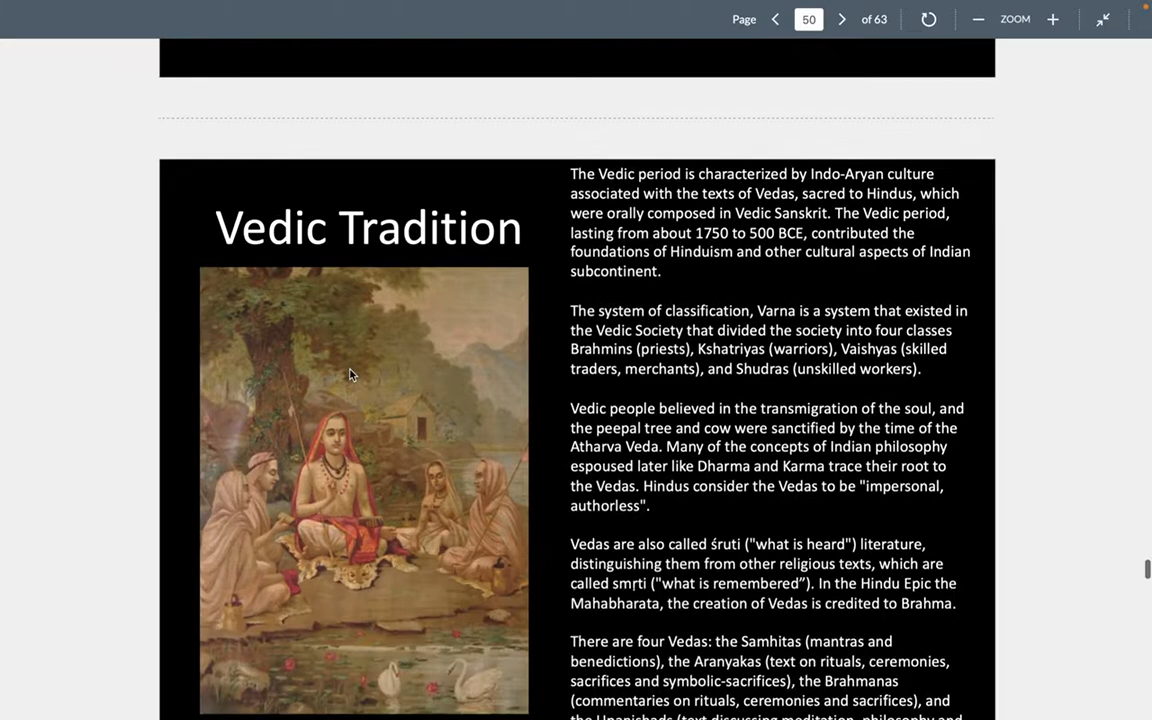 Page 50 of 63 ZOOM
Vedic Tradition
The Vedic period is characterized by Indo-Aryan culture
associated with the texts of Vedas, sacred to Hindus, which
were orally composed in Vedic Sanskrit. The Vedic period,
lasting from about 1750 to 500 BCE, contributed the
foundations of Hinduism and other cultural aspects of Indian
subcontinent.
The system of classification, Varna is a system that existed in
the Vedic Society that divided the society into four classes
Brahmins (priests), Kshatriyas (warriors), Vaishyas (skilled
traders, merchants), and Shudras (unskilled workers).
Vedic people believed in the transmigration of the soul, and
the peepal tree and cow were sanctified by the time of the
Atharva Veda. Many of the concepts of Indian philosophy
espoused later like Dharma and Karma trace their root to
the Vedas. Hindus consider the Vedas to be "impersonal,
authorless".
Vedas are also called śruti ("what is heard") literature,
distinguishing them from other religious texts, which are
called smṛti ("what is remembered”). In the Hindu Epic the
Mahabharata, the creation of Vedas is credited to Brahma.
There are four Vedas: the Samhitas (mantras and
benedictions), the Aranyakas (text on rituals, ceremonies,
sacrifices and symbolic-sacrifices), the Brahmanas
(commentaries on rituals, ceremonies and sacrifices), and
the Upanishads (text discussing meditation, philosophy and